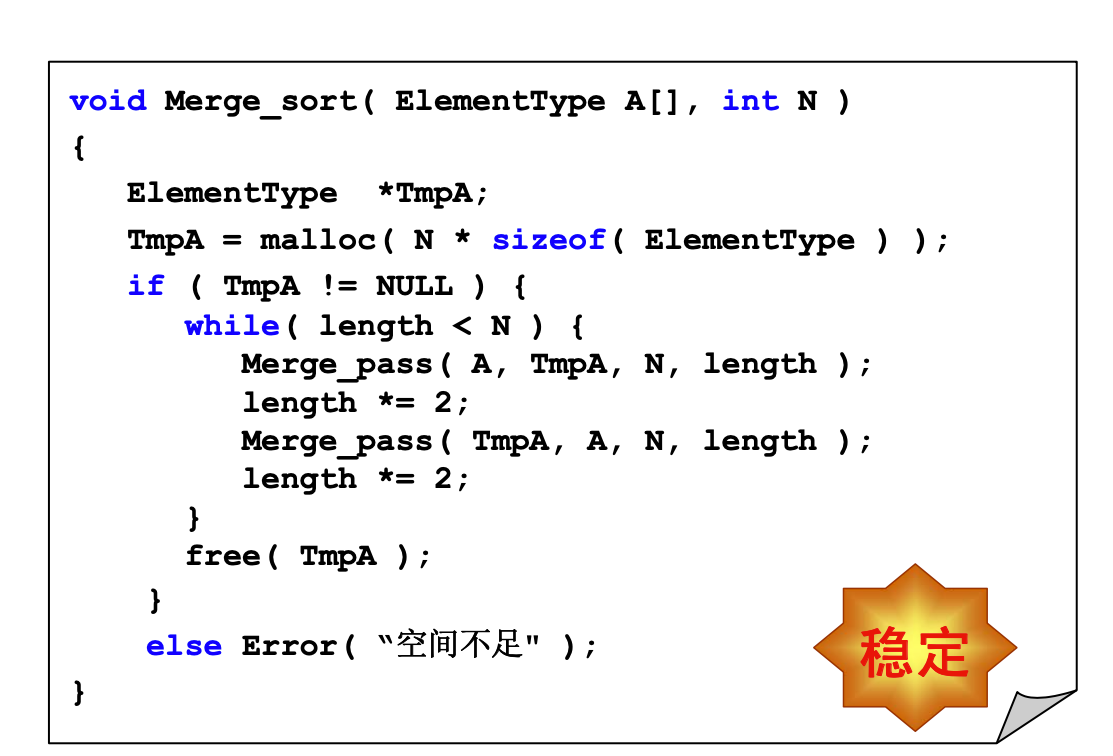 void Merge_sort( ElementType A[], int N )
{
   ElementType  *TmpA;
   TmpA = malloc( N * sizeof( ElementType ) );
   if ( TmpA != NULL ) {
      while( length < N ) {
         Merge_pass( A, TmpA, N, length );
         length *= 2;
         Merge_pass( TmpA, A, N, length );
         length *= 2;
      }
      free( TmpA );
    }
    else Error( “空间不足" );
}
稳定